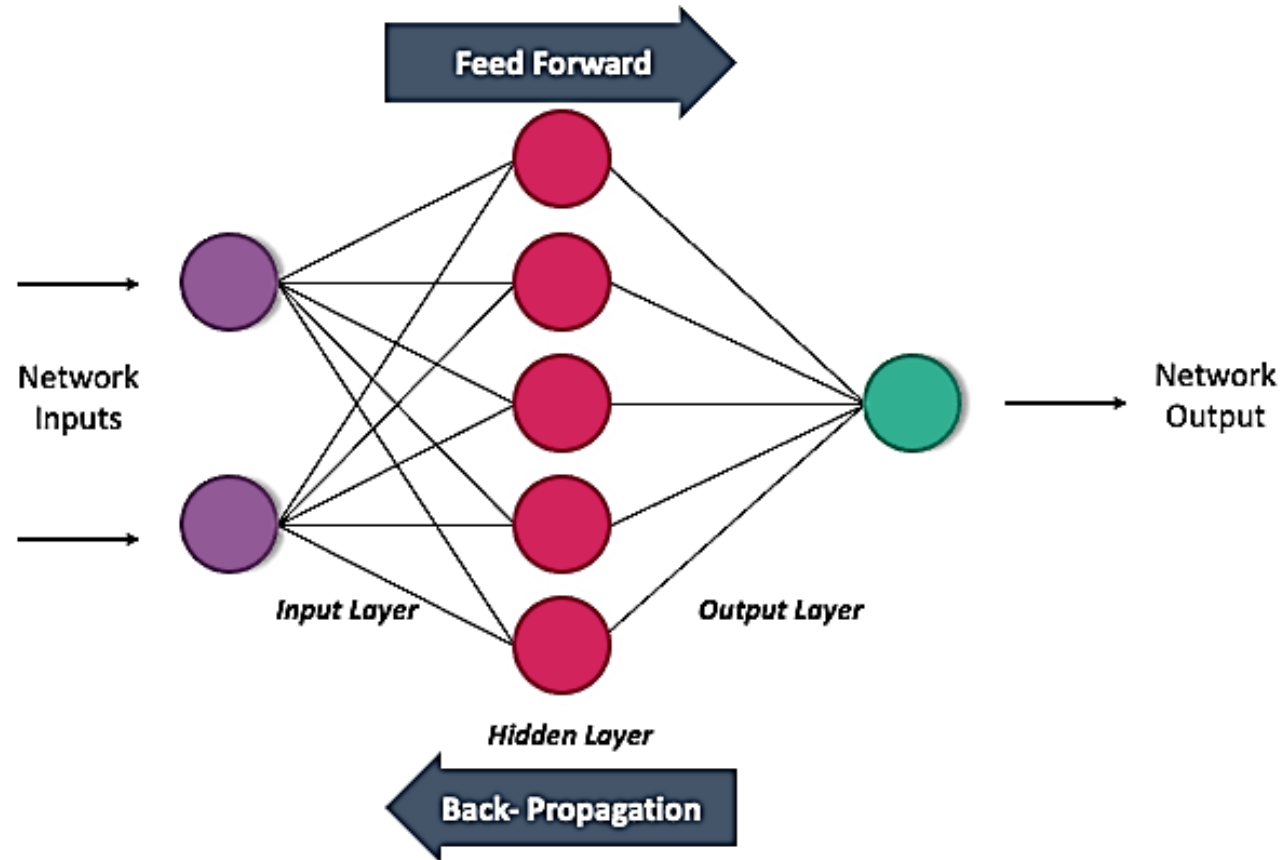 Feed Forward
Network
Inputs
Network
Output
Input Layer
Output Layer
Hidden Layer
Back- Propagation